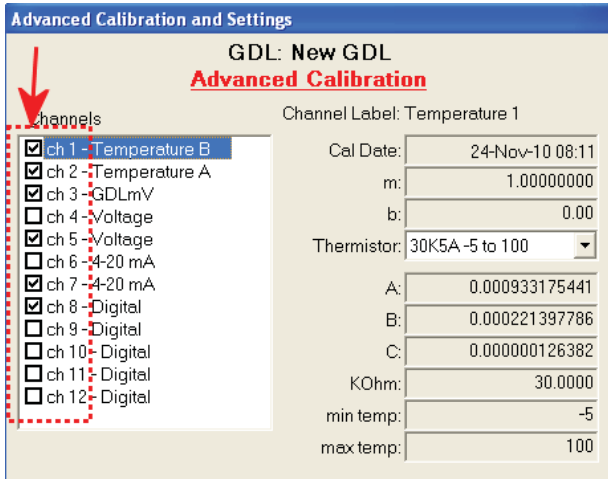 Advanced Calibration and Settings
GDL: New GDL
Advanced Calibration
Channels
ch 1 - Temperature B
ch 2 - Temperature A
ch 3 - GDLmV
ch 4 - Voltage
ch 5 - Voltage
ch 6 - 4-20 mA
ch 7 - 4-20 mA
ch 8 - Digital
ch 9 - Digital
ch 10 - Digital
ch 11 - Digital
ch 12 - Digital
Channel Label: Temperature 1
Cal Date: 24-Nov-10 08:11
m: 1.00000000
b: 0.00
Thermistor: 30K5A -5 to 100
A: 0.000933175441
B: 0.000221397786
C: 0.000000126382
KOhm: 30.0000
min temp: -5
max temp: 100